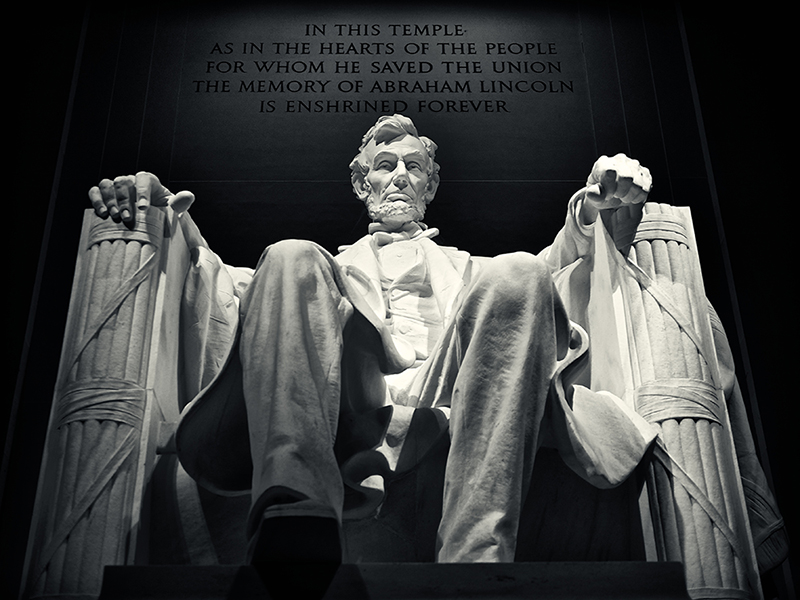 IN THIS TEMPLE·
AS IN THE HEARTS OF THE PEOPLE
FOR WHOM HE SAVED THE UNION
THE MEMORY OF ABRAHAM LINCOLN
IS ENSHRINED FOREVER